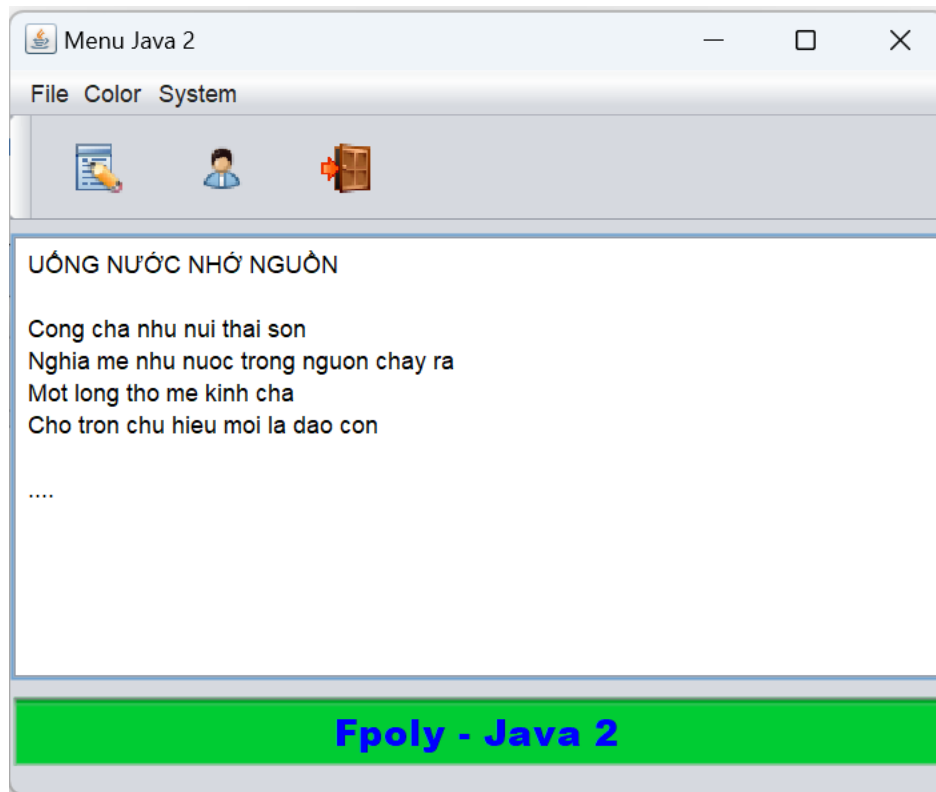 Menu Java 2
File Color System
UỐNG NƯỚC NHỚ NGUỒN
Cong cha nhu nui thai son
Nghia me nhu nuoc trong nguon chay ra
Mot long tho me kinh cha
Cho tron chu hieu moi la dao con
....
Fpoly - Java 2